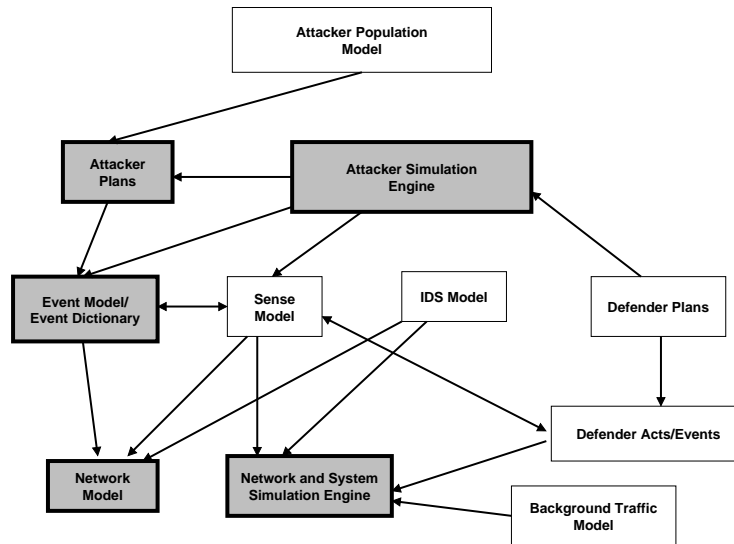 Attacker Population
Model
Attacker
Plans
Attacker Simulation
Engine
Event Model/
Event Dictionary
Sense
Model
IDS Model
Defender Plans
Defender Acts/Events
Network
Model
Network and System
Simulation Engine
Background Traffic
Model